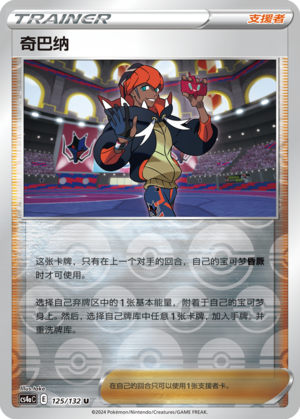 TRAINER
支援者
奇巴纳
这张卡牌,只有在上一个对手的回合,自己的宝可梦昏厥
时才可使用。
选择自己弃牌区中的1张基本能量,附着于自己的宝可梦
身上。然后,选择自己牌库中任意1张卡牌,加入手牌。并
重洗牌库。
Illus. take
CS4aC E 125/132 U
在自己的回合只可以使用1张支援者卡。
©2024 Pokémon/Nintendo/Creatures/GAME FREAK.